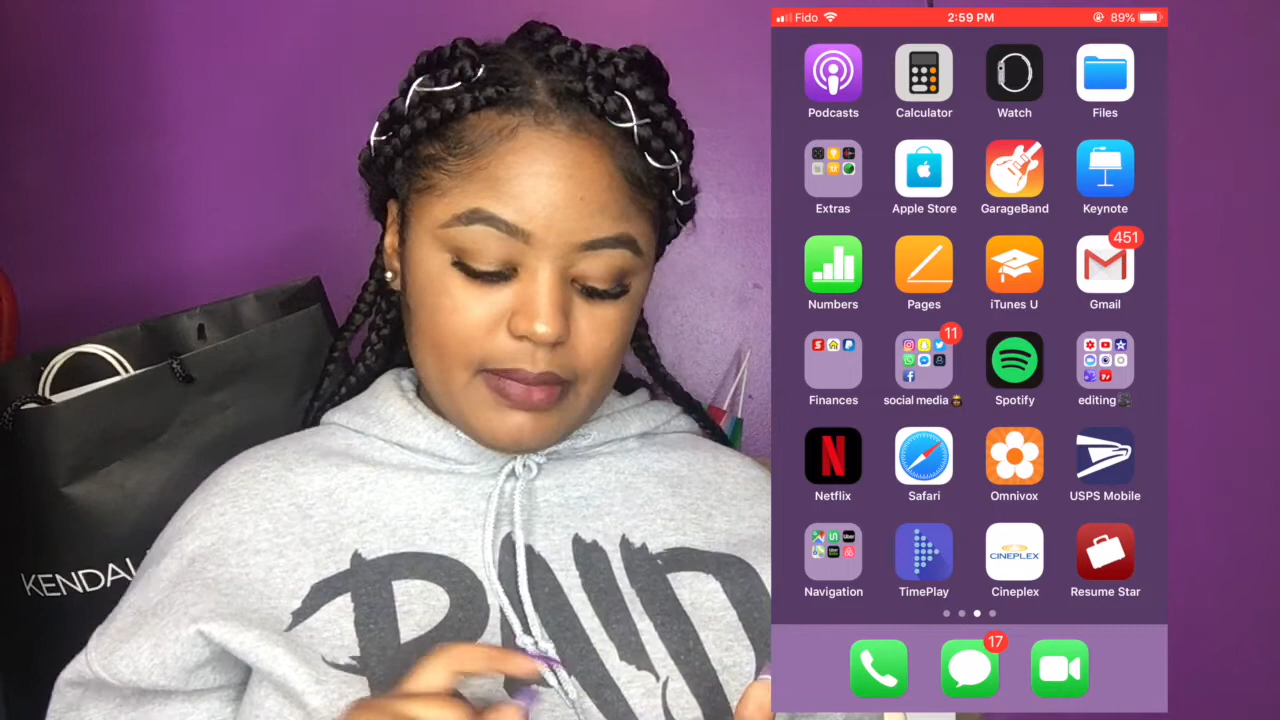 Fido 2:59 PM 89%
Podcasts Calculator Watch Files
Extras Apple Store GarageBand Keynote
451
Numbers Pages iTunes U Gmail
11
Finances social media editing
Spotify
N
Netflix Safari Omnivox USPS Mobile
Uber
CINEPLEX
Navigation TimePlay Cineplex Resume Star
17
KENDAL